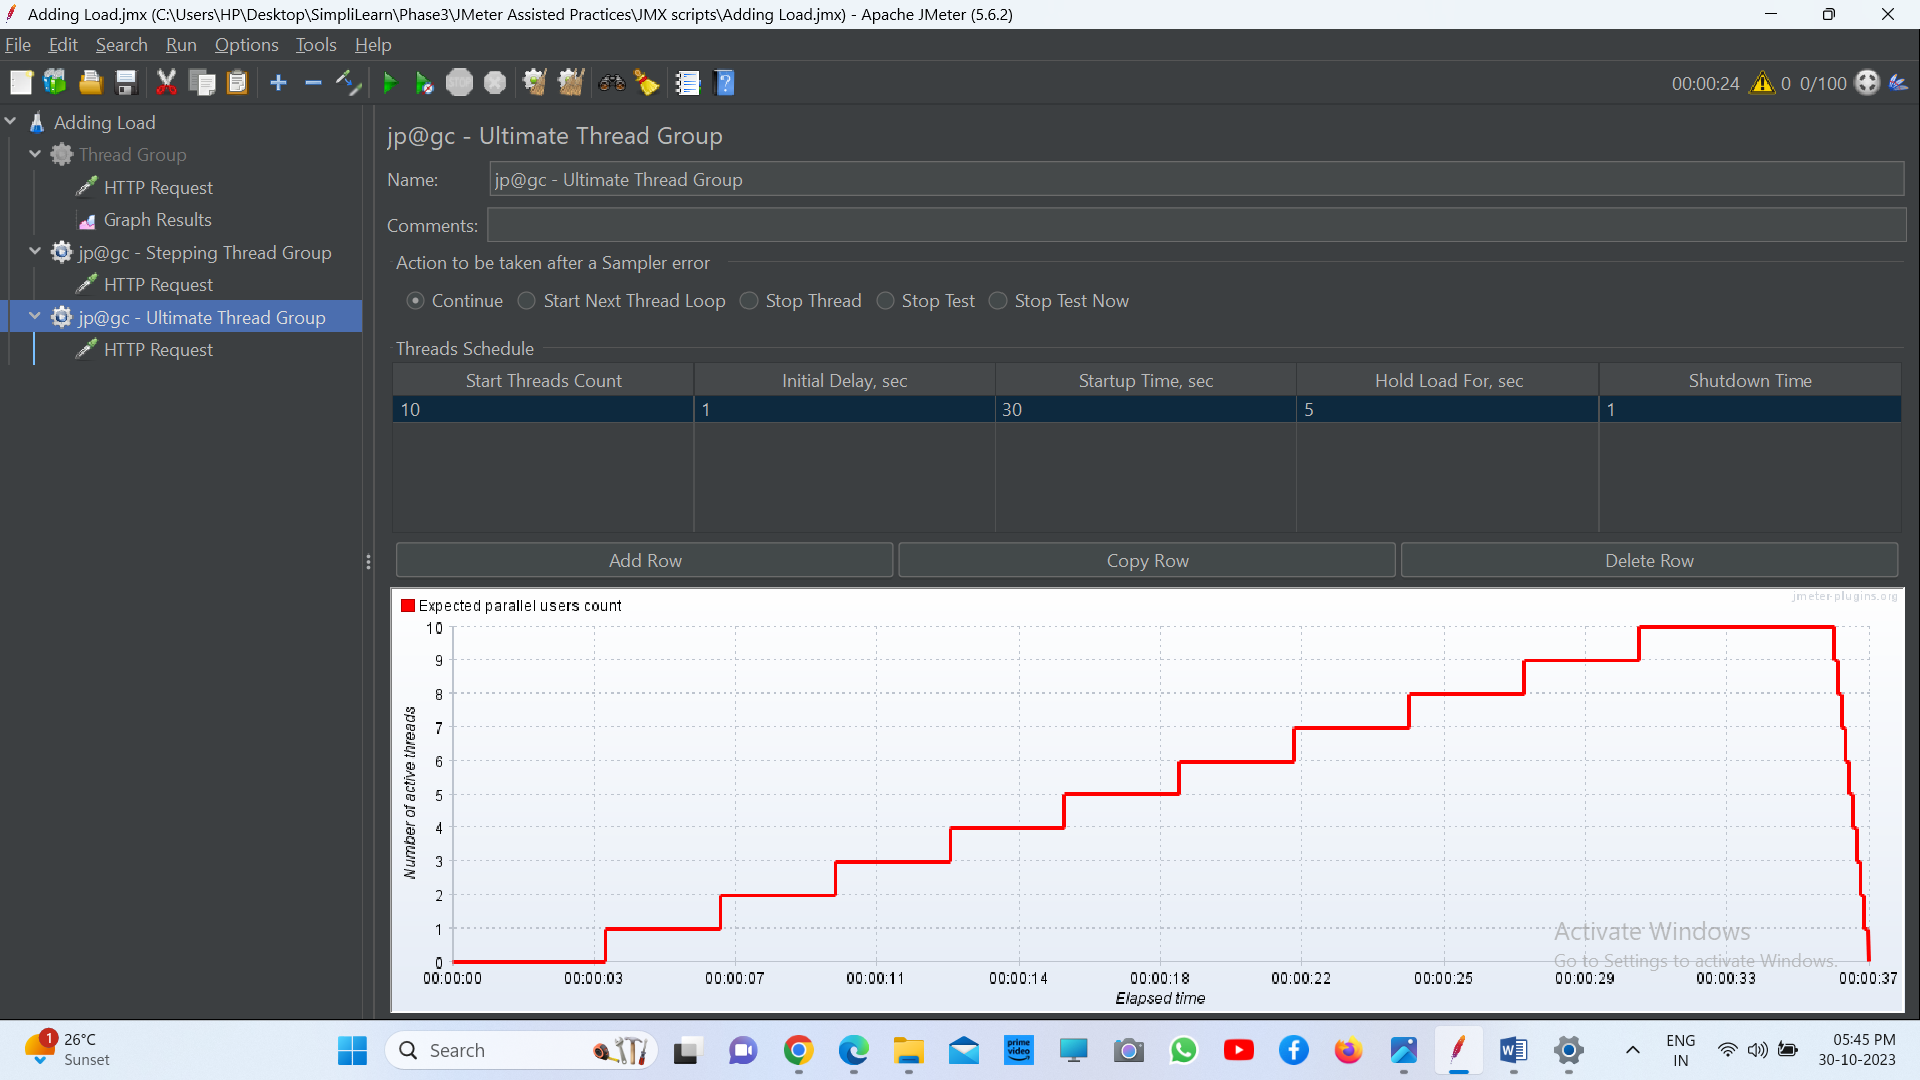 Adding Load.jmx (C:\Users\HP\Desktop\SimpliLearn\Phase3\JMeter Assisted Practices\JMX scripts\Adding Load.jmx) - Apache JMeter (5.6.2)
File Edit Search Run Options Tools Help
STOP
?
00:00:24 0 0/100
Adding Load
Thread Group
HTTP Request
Graph Results
jp@gc - Stepping Thread Group
HTTP Request
jp@gc - Ultimate Thread Group
HTTP Request
jp@gc - Ultimate Thread Group
Name: jp@gc - Ultimate Thread Group
Comments:
Action to be taken after a Sampler error
Continue Start Next Thread Loop Stop Thread Stop Test Stop Test Now
Threads Schedule
Start Threads Count Initial Delay, sec Startup Time, sec Hold Load For, sec Shutdown Time
10 1 30 5 1
Add Row Copy Row Delete Row
jmeter-plugins.org
Expected parallel users count
10
9
8
7
6
5
4
3
2
1
0
Number of active threads
00:00:00 00:00:03 00:00:07 00:00:11 00:00:14 00:00:18 00:00:22 00:00:25 00:00:29 00:00:33 00:00:37
Elapsed time
Activate Windows
Go to Settings to activate Windows.
1
26°C
Sunset
Search
prime video
ENG
IN
05:45 PM
30-10-2023